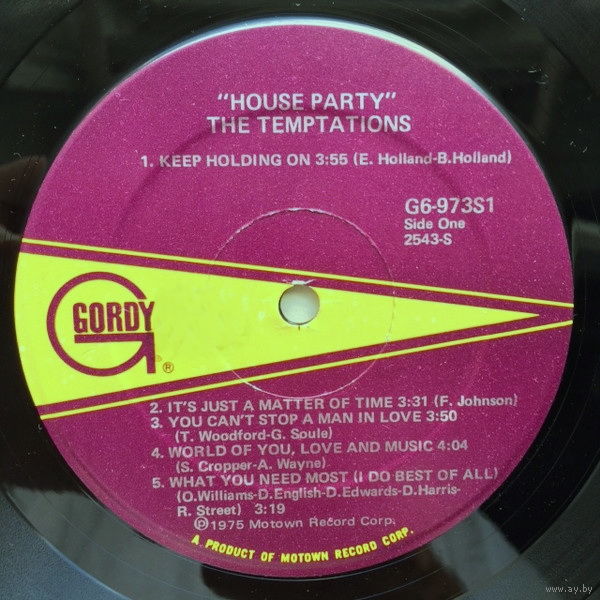 "HOUSE PARTY"
THE TEMPTATIONS
1. KEEP HOLDING ON 3:55 (E. Holland-B.Holland)
G6-973S1
Side One
2543-S
GORDY
®
2. IT'S JUST A MATTER OF TIME 3:31 (F. Johnson)
3. YOU CAN'T STOP A MAN IN LOVE 3:50
(T. Woodford-G. Soule)
4. WORLD OF YOU, LOVE AND MUSIC 4:04
(S. Cropper-A. Wayne)
5. WHAT YOU NEED MOST (I DO BEST OF ALL)
(O.Williams-D.English-D.Edwards-D.Harris-
R. Street) 3:19
℗1975 Motown Record Corp.
A PRODUCT OF MOTOWN RECORD CORP.
www.ay.by